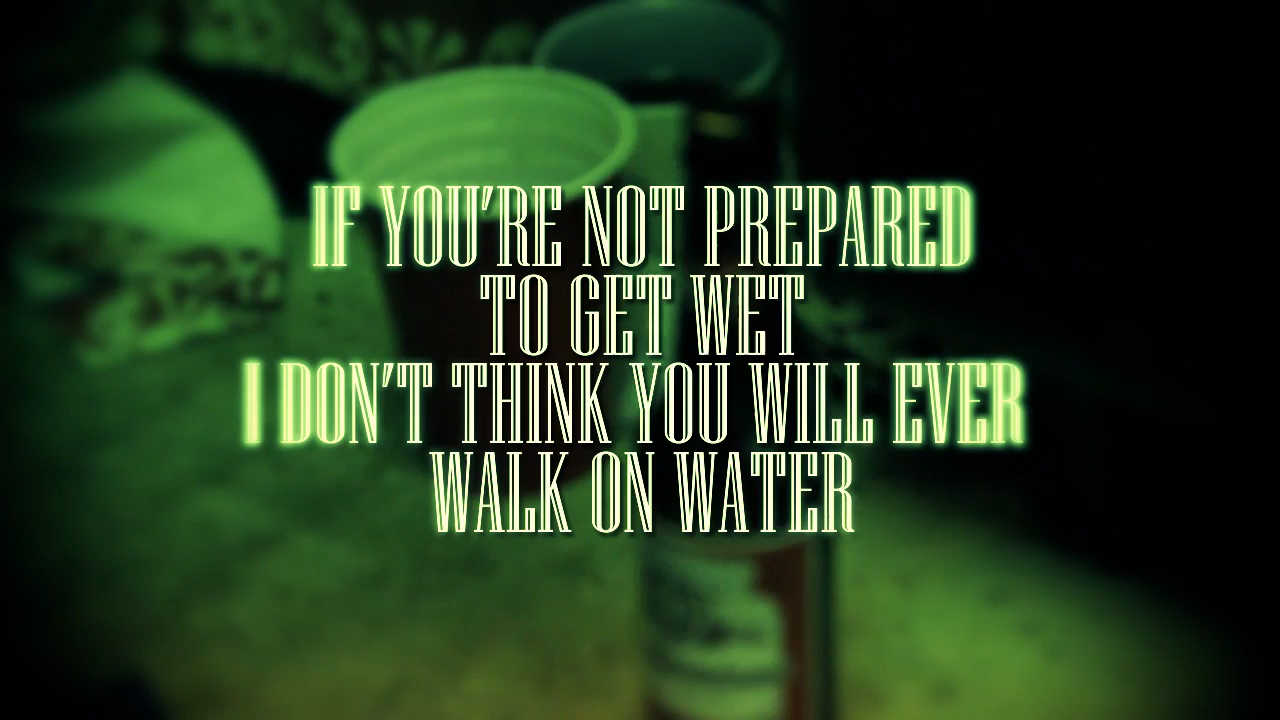 IF YOU'RE NOT PREPARED
TO GET WET
I DON'T THINK YOU WILL EVER
WALK ON WATER